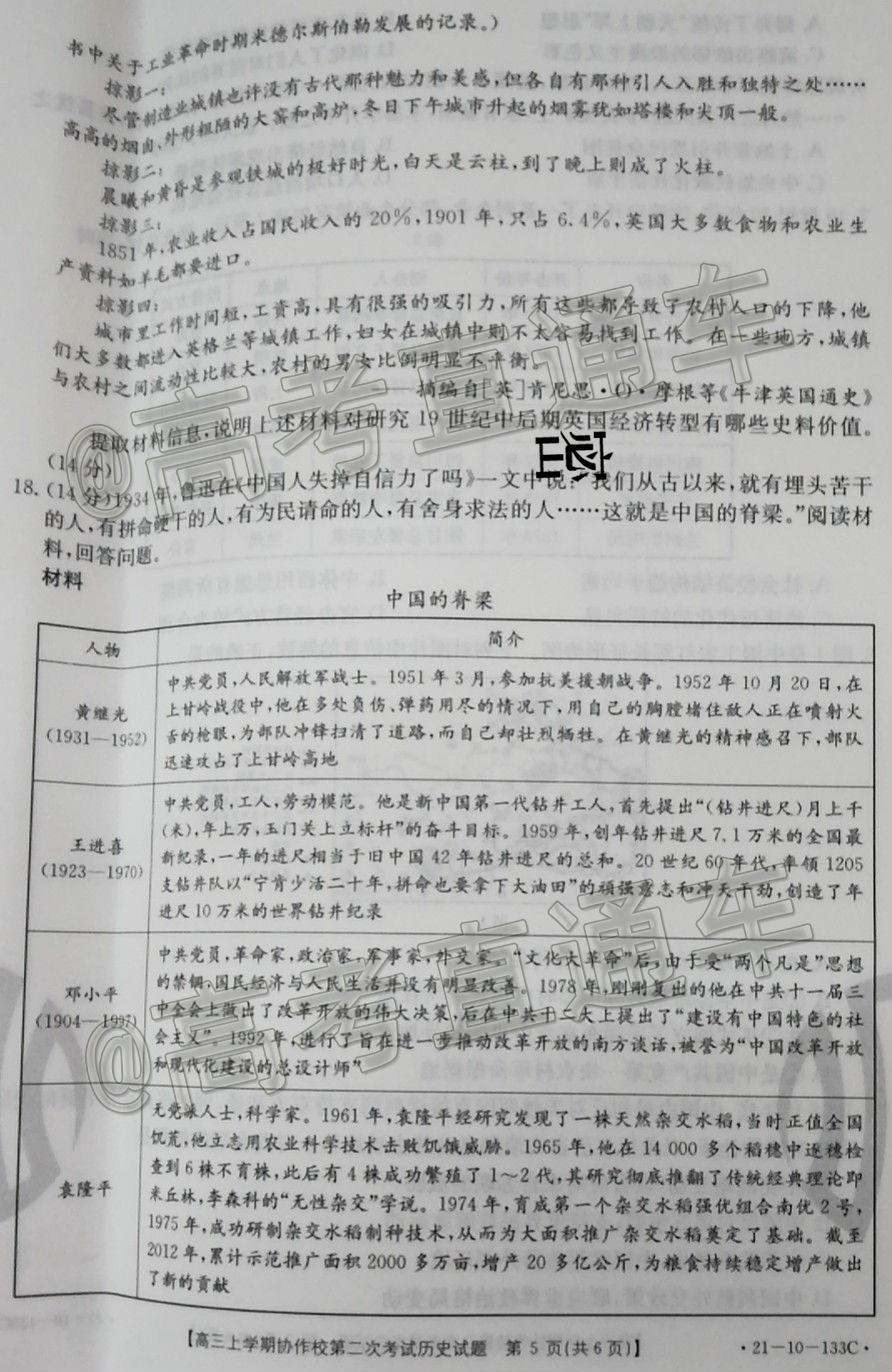 书中关于工业革命时期米德尔斯伯勒发展的记录。)
掠影一:
尽管制造业城镇也许没有古代那种魅力和美感,但各自有那种引人入胜和独特之处……
高高的烟囱、外形粗陋的大窑和高炉,冬日下午城市升起的烟雾犹如塔楼和尖顶一般。
掠影二:
晨曦和黄昏是参观铁城的极好时光,白天是云柱,到了晚上则成了火柱。
掠影三:
1851年,农业收入占国民收入的20%,1901年,只占6.4%,英国大多数食物和农业生
产资料如羊毛都要进口。
掠影四:
城市里工作时间短,工资高,具有很强的吸引力,所有这些都导致了农村人口的下降,他
们大多数都进入英格兰等城镇工作,妇女在城镇中则不太容易找到工作。在一些地方,城镇
与农村之间流动性比较大,农村的男女比例明显不平衡。
——摘编自[英]肯尼思·O·摩根等《牛津英国通史》
提取材料信息,说明上述材料对研究19世纪中后期英国经济转型有哪些史料价值。
(14分)
18.(14分)1934年,鲁迅在《中国人失掉自信力了吗》一文中说:“我们从古以来,就有埋头苦干
的人,有拼命硬干的人,有为民请命的人,有舍身求法的人……这就是中国的脊梁。”阅读材
料,回答问题。
材料
中国的脊梁
人物 简介
黄继光
(1931—1952)
中共党员,人民解放军战士。1951年3月,参加抗美援朝战争。1952年10月20日,在
上甘岭战役中,他在多处负伤、弹药用尽的情况下,用自己的胸膛堵住敌人正在喷射火
舌的枪眼,为部队冲锋扫清了道路,而自己却壮烈牺牲。在黄继光的精神感召下,部队
迅速攻占了上甘岭高地
王进喜
(1923—1970)
中共党员,工人,劳动模范。他是新中国第一代钻井工人,首先提出“(钻井进尺)月上千
(米),年上万,玉门关上立标杆”的奋斗目标。1959年,创年钻井进尺7.1万米的全国最
新纪录,一年的进尺相当于旧中国42年钻井进尺的总和。20世纪60年代,率领1205
支钻井队以“宁肯少活二十年,拼命也要拿下大油田”的顽强意志和冲天干劲,创造了年
进尺10万米的世界钻井纪录
邓小平
(1904—1997)
中共党员,革命家,政治家,军事家,外交家。“文化大革命”后,由于受“两个凡是”思想
的禁锢,国民经济与人民生活并没有明显改善。1978年,刚刚复出的他在中共十一届三
中全会上做出了改革开放的伟大决策,后在中共十二大上提出了“建设有中国特色的社
会主义”。1992年,进行了旨在进一步推动改革开放的南方谈话,被誉为“中国改革开放
和现代化建设的总设计师”
袁隆平
无党派人士,科学家。1961年,袁隆平经研究发现了一株天然杂交水稻,当时正值全国
饥荒,他立志用农业科学技术击败饥饿威胁。1965年,他在14 000多个稻穗中逐穗检
查到6株不育株,此后有4株成功繁殖了1~2代,其研究彻底推翻了传统经典理论即
米丘林,李森科的“无性杂交”学说。1974年,育成第一个杂交水稻强优组合南优2号,
1975年,成功研制杂交水稻制种技术,从而为大面积推广杂交水稻奠定了基础。截至
2012年,累计示范推广面积2000多万亩,增产20多亿公斤,为粮食持续稳定增产做出
了新的贡献
【高三上学期协作校第二次考试历史试题 第5页(共6页)】 ·21-10-133C·
@高考直通车
@高考直通车